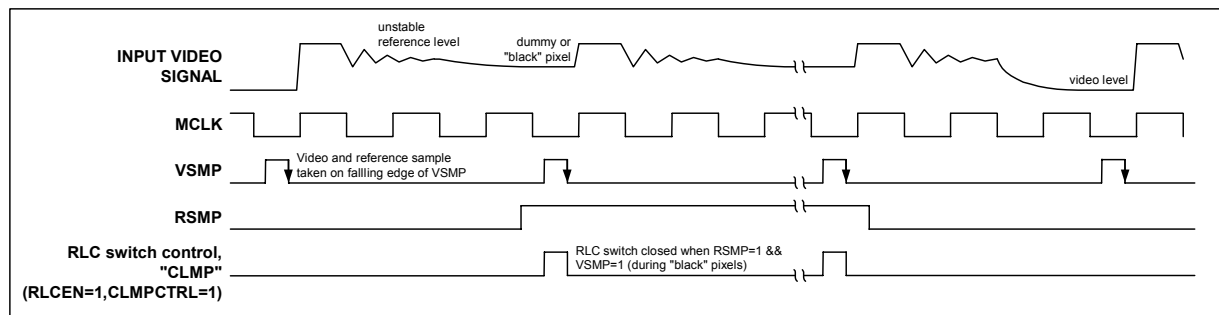 unstable
reference level
dummy or
"black" pixel
INPUT VIDEO
SIGNAL
video level
MCLK
VSMP
Video and reference sample
taken on fallling edge of VSMP
RSMP
RLC switch control,
"CLMP"
(RLCEN=1,CLMPCTRL=1)
RLC switch closed when RSMP=1 &&
VSMP=1 (during "black" pixels)